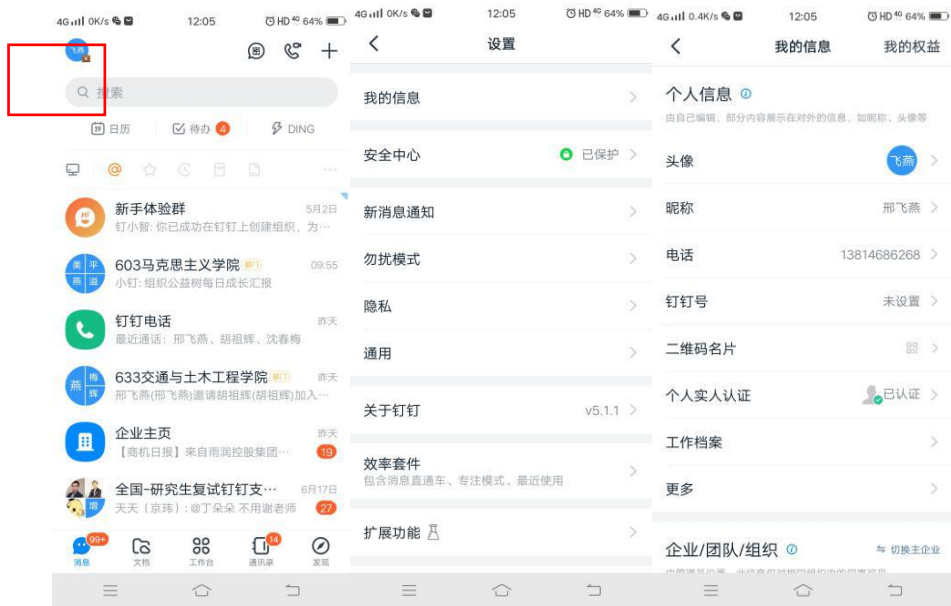 4G 0K/s 12:05 HD 4G 64%
飞燕
搜索
19 日历 待办 4 DING
@
新手体验群 5月2日
钉小智: 你已成功在钉钉上创建组织，为…
美 平 燕 溢
603马克思主义学院 部门 09:55
小钉: 组织公益树每日成长汇报
钉钉电话 昨天
最近通话：邢飞燕、胡祖辉、沈春梅
燕 梅 辉
633交通与土木工程学院 部门 昨天
邢飞燕(邢飞燕)邀请胡祖辉(胡祖辉)加入…
企业主页 昨天
【商机日报】来自雨润控股集团… 19
全国-研究生复试钉钉支… 6月17日
天天（京玮）: @丁朵朵 不用谢老师 27
99+ 14
消息 文档 工作台 通讯录 发现
4G 0K/s 12:05 HD 4G 64%
设置
我的信息
安全中心 已保护
新消息通知
勿扰模式
隐私
通用
关于钉钉 v5.1.1
效率套件
包含消息直通车、专注模式、最近使用
扩展功能
4G 0.4K/s 12:05 HD 4G 64%
我的信息 我的权益
个人信息
由自己编辑，部分内容展示在对外的信息，如昵称、头像等
头像 飞燕
昵称 邢飞燕
电话 13814686268
钉钉号 未设置
二维码名片
个人实人认证 已认证
工作档案
更多
企业/团队/组织 切换主企业